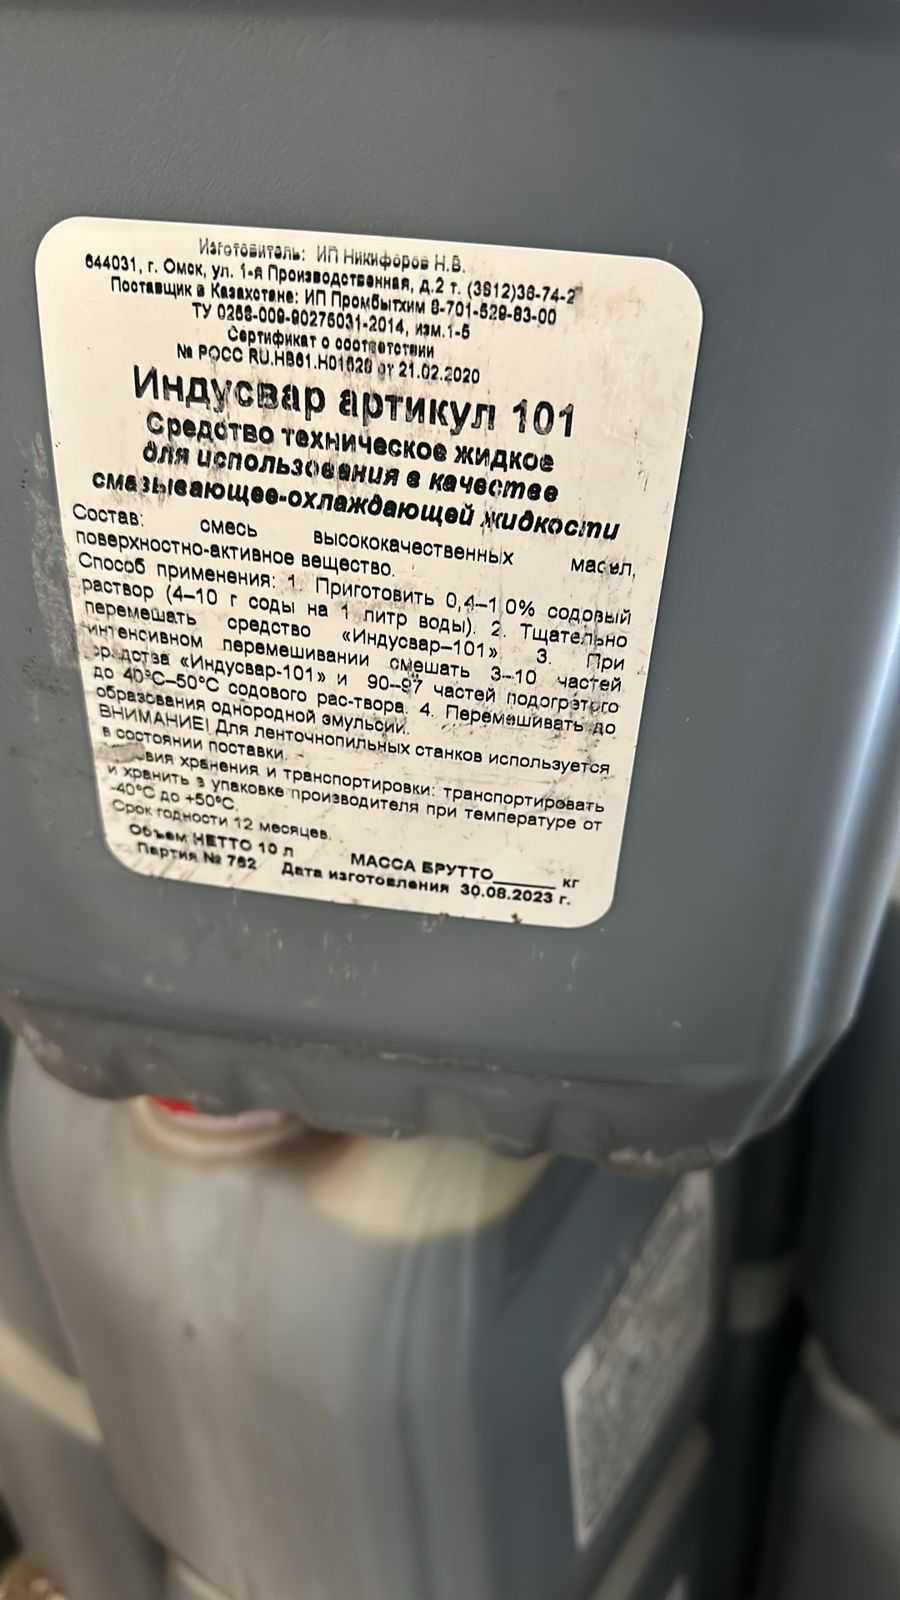 Изготовитель: ИП Никифоров Н.В.
644031, г. Омск, ул. 1-я Производственная, д.2 т. (3812)36-74-2
Поставщик в Казахстане: ИП Промбытхим 8-701-529-83-00
ТУ 0258-009-90275031-2014, изм.1-5
Сертификат о соответствии
№ РОСС RU.НВ61.Н01628 от 21.02.2020
Индусвар артикул 101
Средство техническое жидкое
для использования в качестве
смазывающее-охлаждающей жидкости
Состав: смесь высококачественных масел,
поверхностно-активное вещество.
Способ применения: 1. Приготовить 0,4–1,0% содовый
раствор (4–10 г соды на 1 литр воды). 2. Тщательно
перемешать средство «Индусвар–101». 3. При
интенсивном перемешивании смешать 3–10 частей
средства «Индусвар-101» и 90–97 частей подогрэтого
до 40°С–50°С содового рас-твора. 4. Перемешивать до
образования однородной эмульсии.
ВНИМАНИЕ! Для ленточнопильных станков используется
в состоянии поставки.
хранения и транспортировки: транспортировать
и хранить в упаковке производителя при температуре от
-40°С до +50°С.
Срок годности 12 месяцев.
Объем НЕТТО 10 л МАССА БРУТТО______ кг
Партия № 762 Дата изготовления 30.08.2023 г.